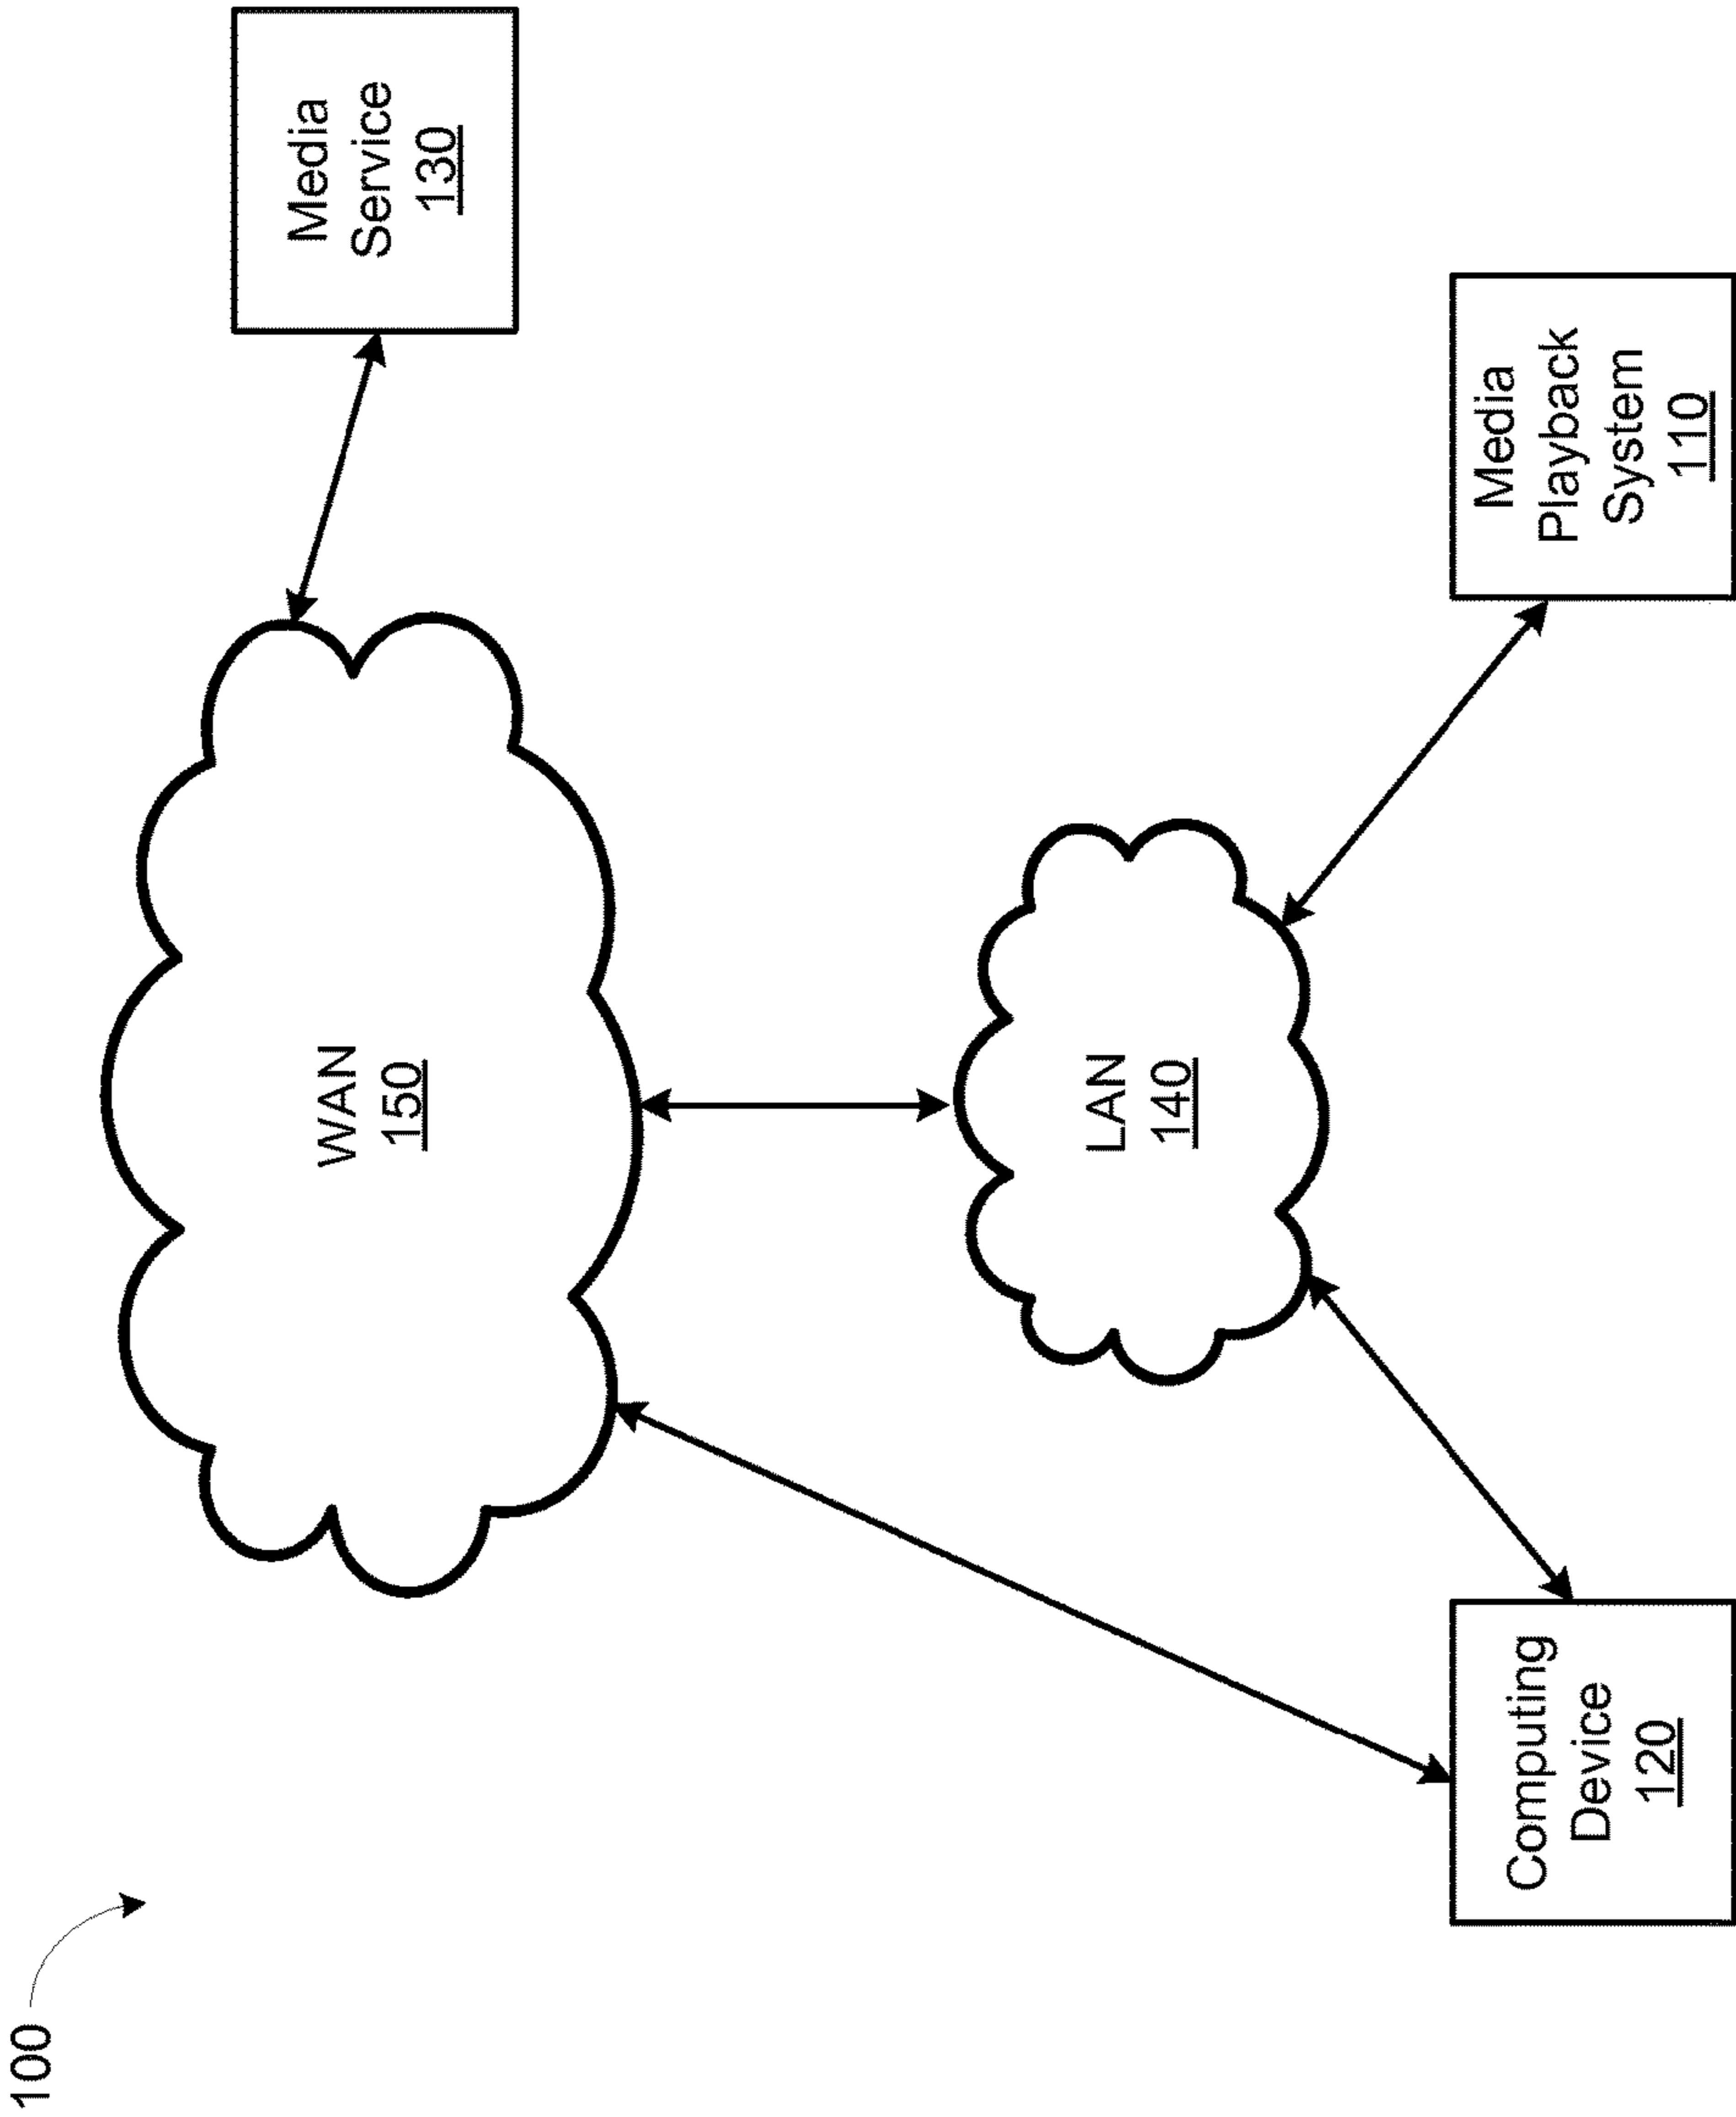 100
WAN
150
Media
Service
130
LAN
140
Computing
Device
120
Media
Playback
System
110